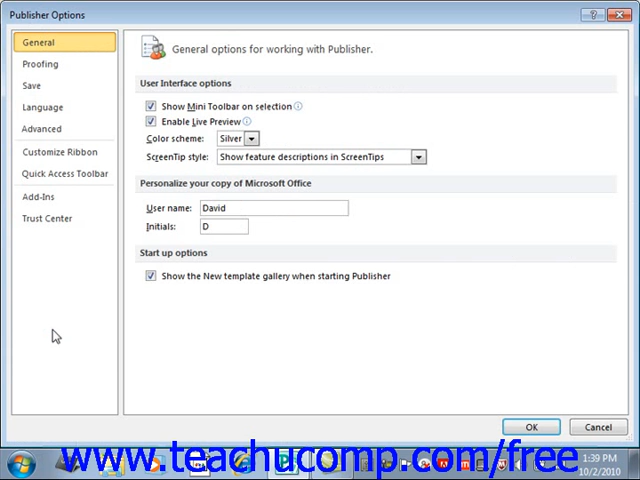 Publisher Options
General
Proofing
Save
Language
Advanced
Customize Ribbon
Quick Access Toolbar
Add-Ins
Trust Center
General options for working with Publisher.
User Interface options
Show Mini Toolbar on selection
Enable Live Preview
Color scheme: Silver
ScreenTip style: Show feature descriptions in ScreenTips
Personalize your copy of Microsoft Office
User name: David
Initials: D
Start up options
Show the New template gallery when starting Publisher
OK
Cancel
www.teachucomp.com/free
1:39 PM
10/2/2010